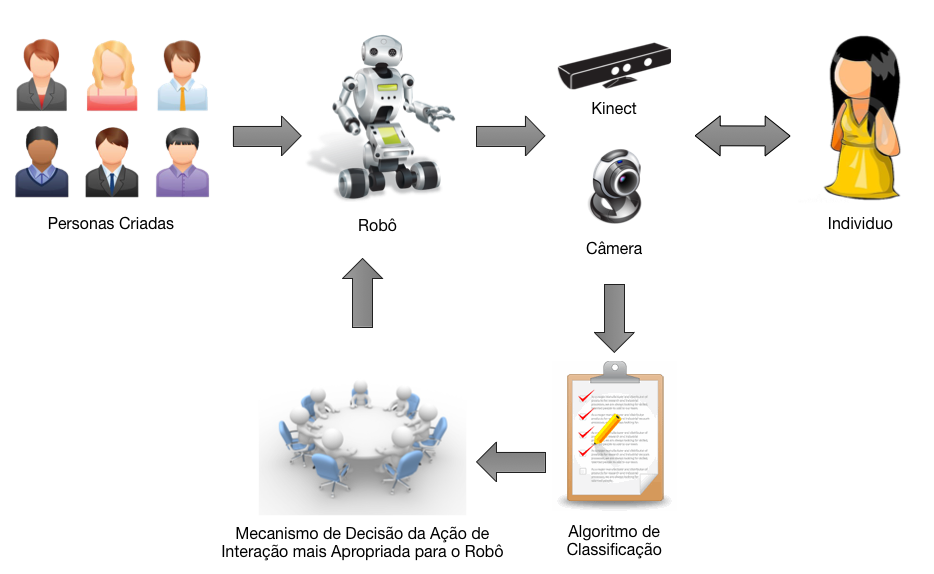 Kinect
Personas Criadas
Robô
Individuo
Câmera
Mecanismo de Decisão da Ação de
Interação mais Apropriada para o Robô
Algoritmo de
Classificação